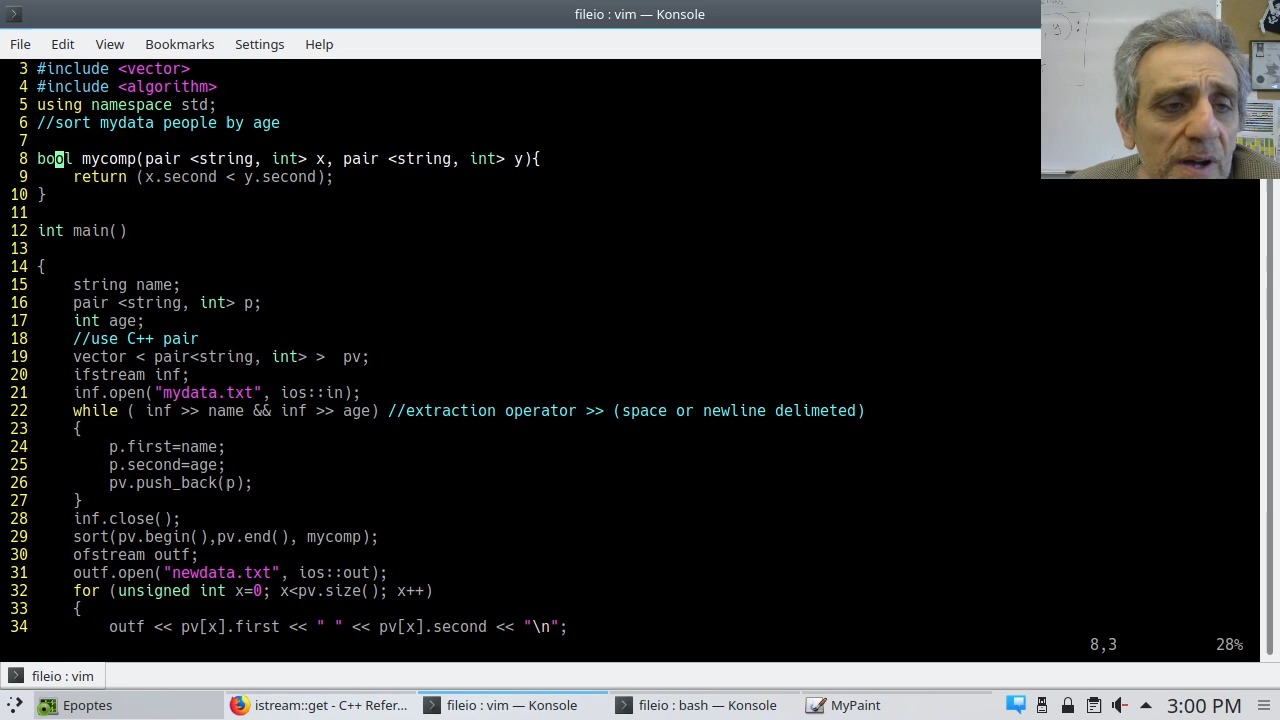 fileio : vim — Konsole
File Edit View Bookmarks Settings Help
3 #include <vector>
4 #include <algorithm>
5 using namespace std;
6 //sort mydata people by age
7
8 bool mycomp(pair <string, int> x, pair <string, int> y){
9     return (x.second < y.second);
10 }
11
12 int main()
13
14 {
15     string name;
16     pair <string, int> p;
17     int age;
18     //use C++ pair
19     vector < pair<string, int> >  pv;
20     ifstream inf;
21     inf.open("mydata.txt", ios::in);
22     while ( inf >> name && inf >> age) //extraction operator >> (space or newline delimeted)
23     {
24         p.first=name;
25         p.second=age;
26         pv.push_back(p);
27     }
28     inf.close();
29     sort(pv.begin(),pv.end(), mycomp);
30     ofstream outf;
31     outf.open("newdata.txt", ios::out);
32     for (unsigned int x=0; x<pv.size(); x++)
33     {
34         outf << pv[x].first << " " << pv[x].second << "\n";
8,3 28%
fileio : vim
Epoptes istream::get - C++ Refer... fileio : vim — Konsole fileio : bash — Konsole MyPaint 3:00 PM